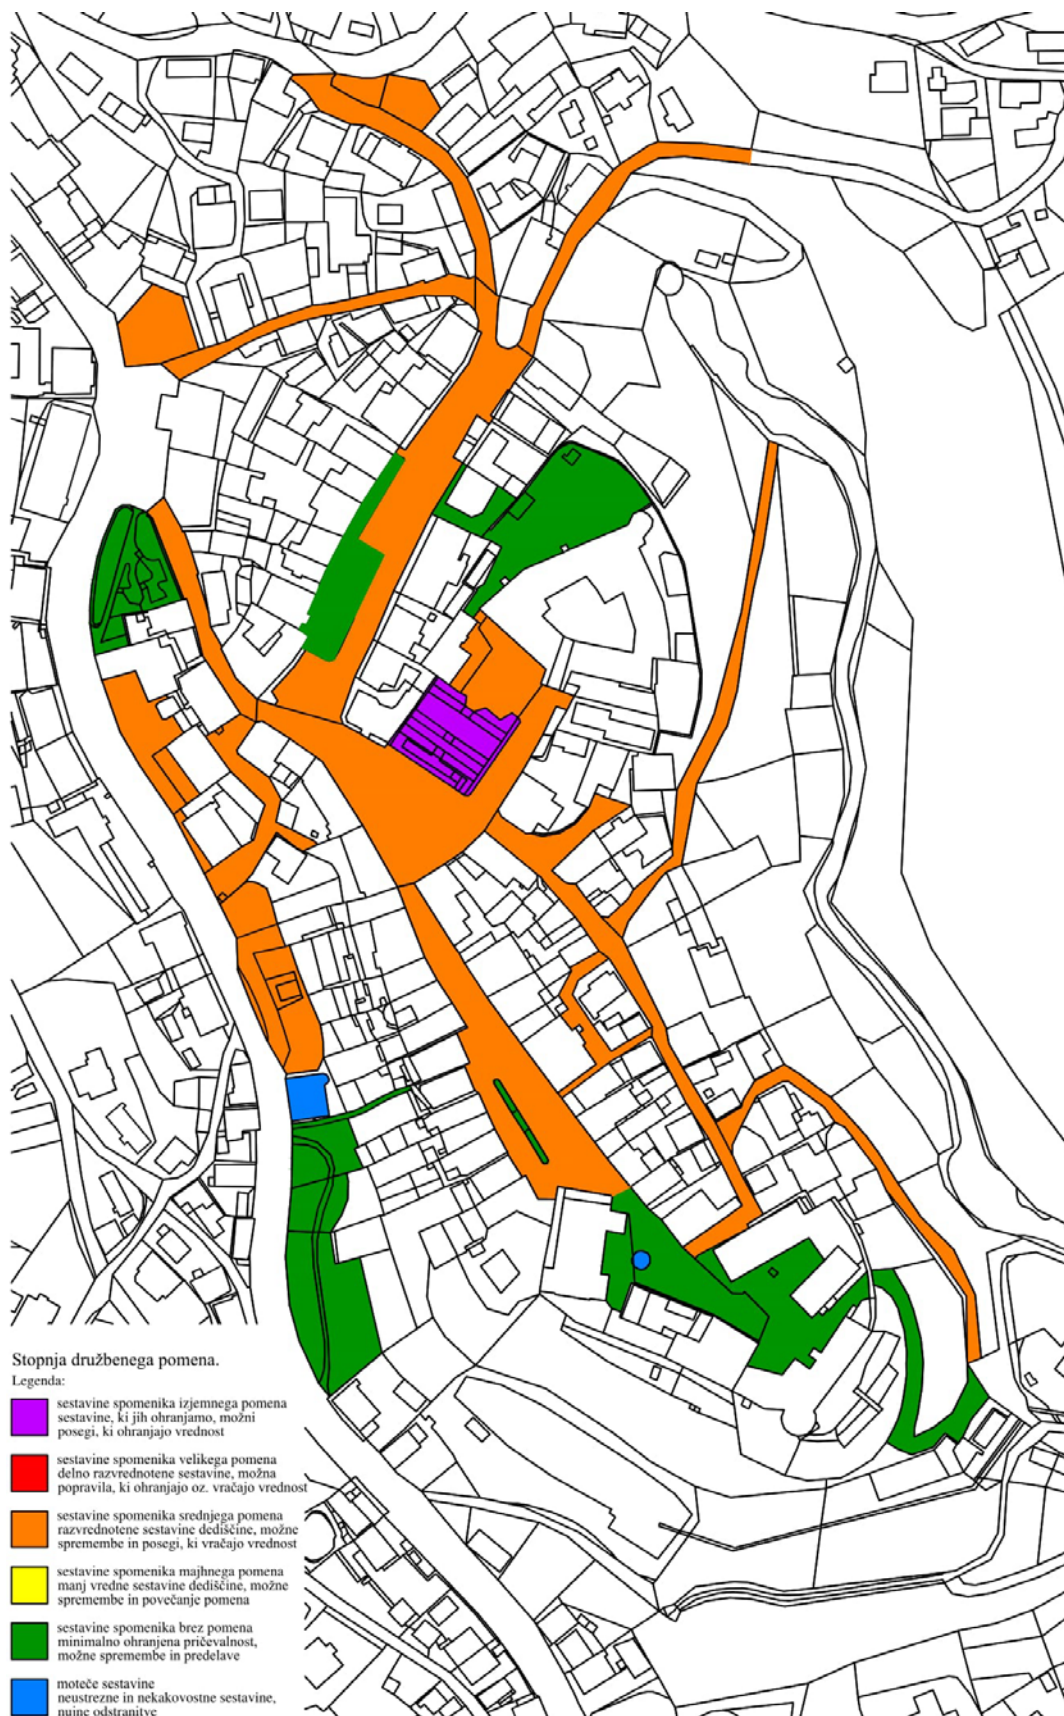 Stopnja družbenega pomena.
Legenda:
sestavine spomenika izjemnega pomena
sestavine, ki jih ohranjamo, možni
posegi, ki ohranjajo vrednost
sestavine spomenika velikega pomena
delno razvrednotene sestavine, možna
popravila, ki ohranjajo oz. vračajo vrednost
sestavine spomenika srednjega pomena
razvrednotene sestavine dediščine, možne
spremembe in posegi, ki vračajo vrednost
sestavine spomenika majhnega pomena
manj vredne sestavine dediščine, možne
spremembe in povečanje pomena
sestavine spomenika brez pomena
minimalno ohranjena pričevalnost,
možne spremembe in predelave
moteče sestavine
neustrezne in nekakovostne sestavine,
nujne odstranitve